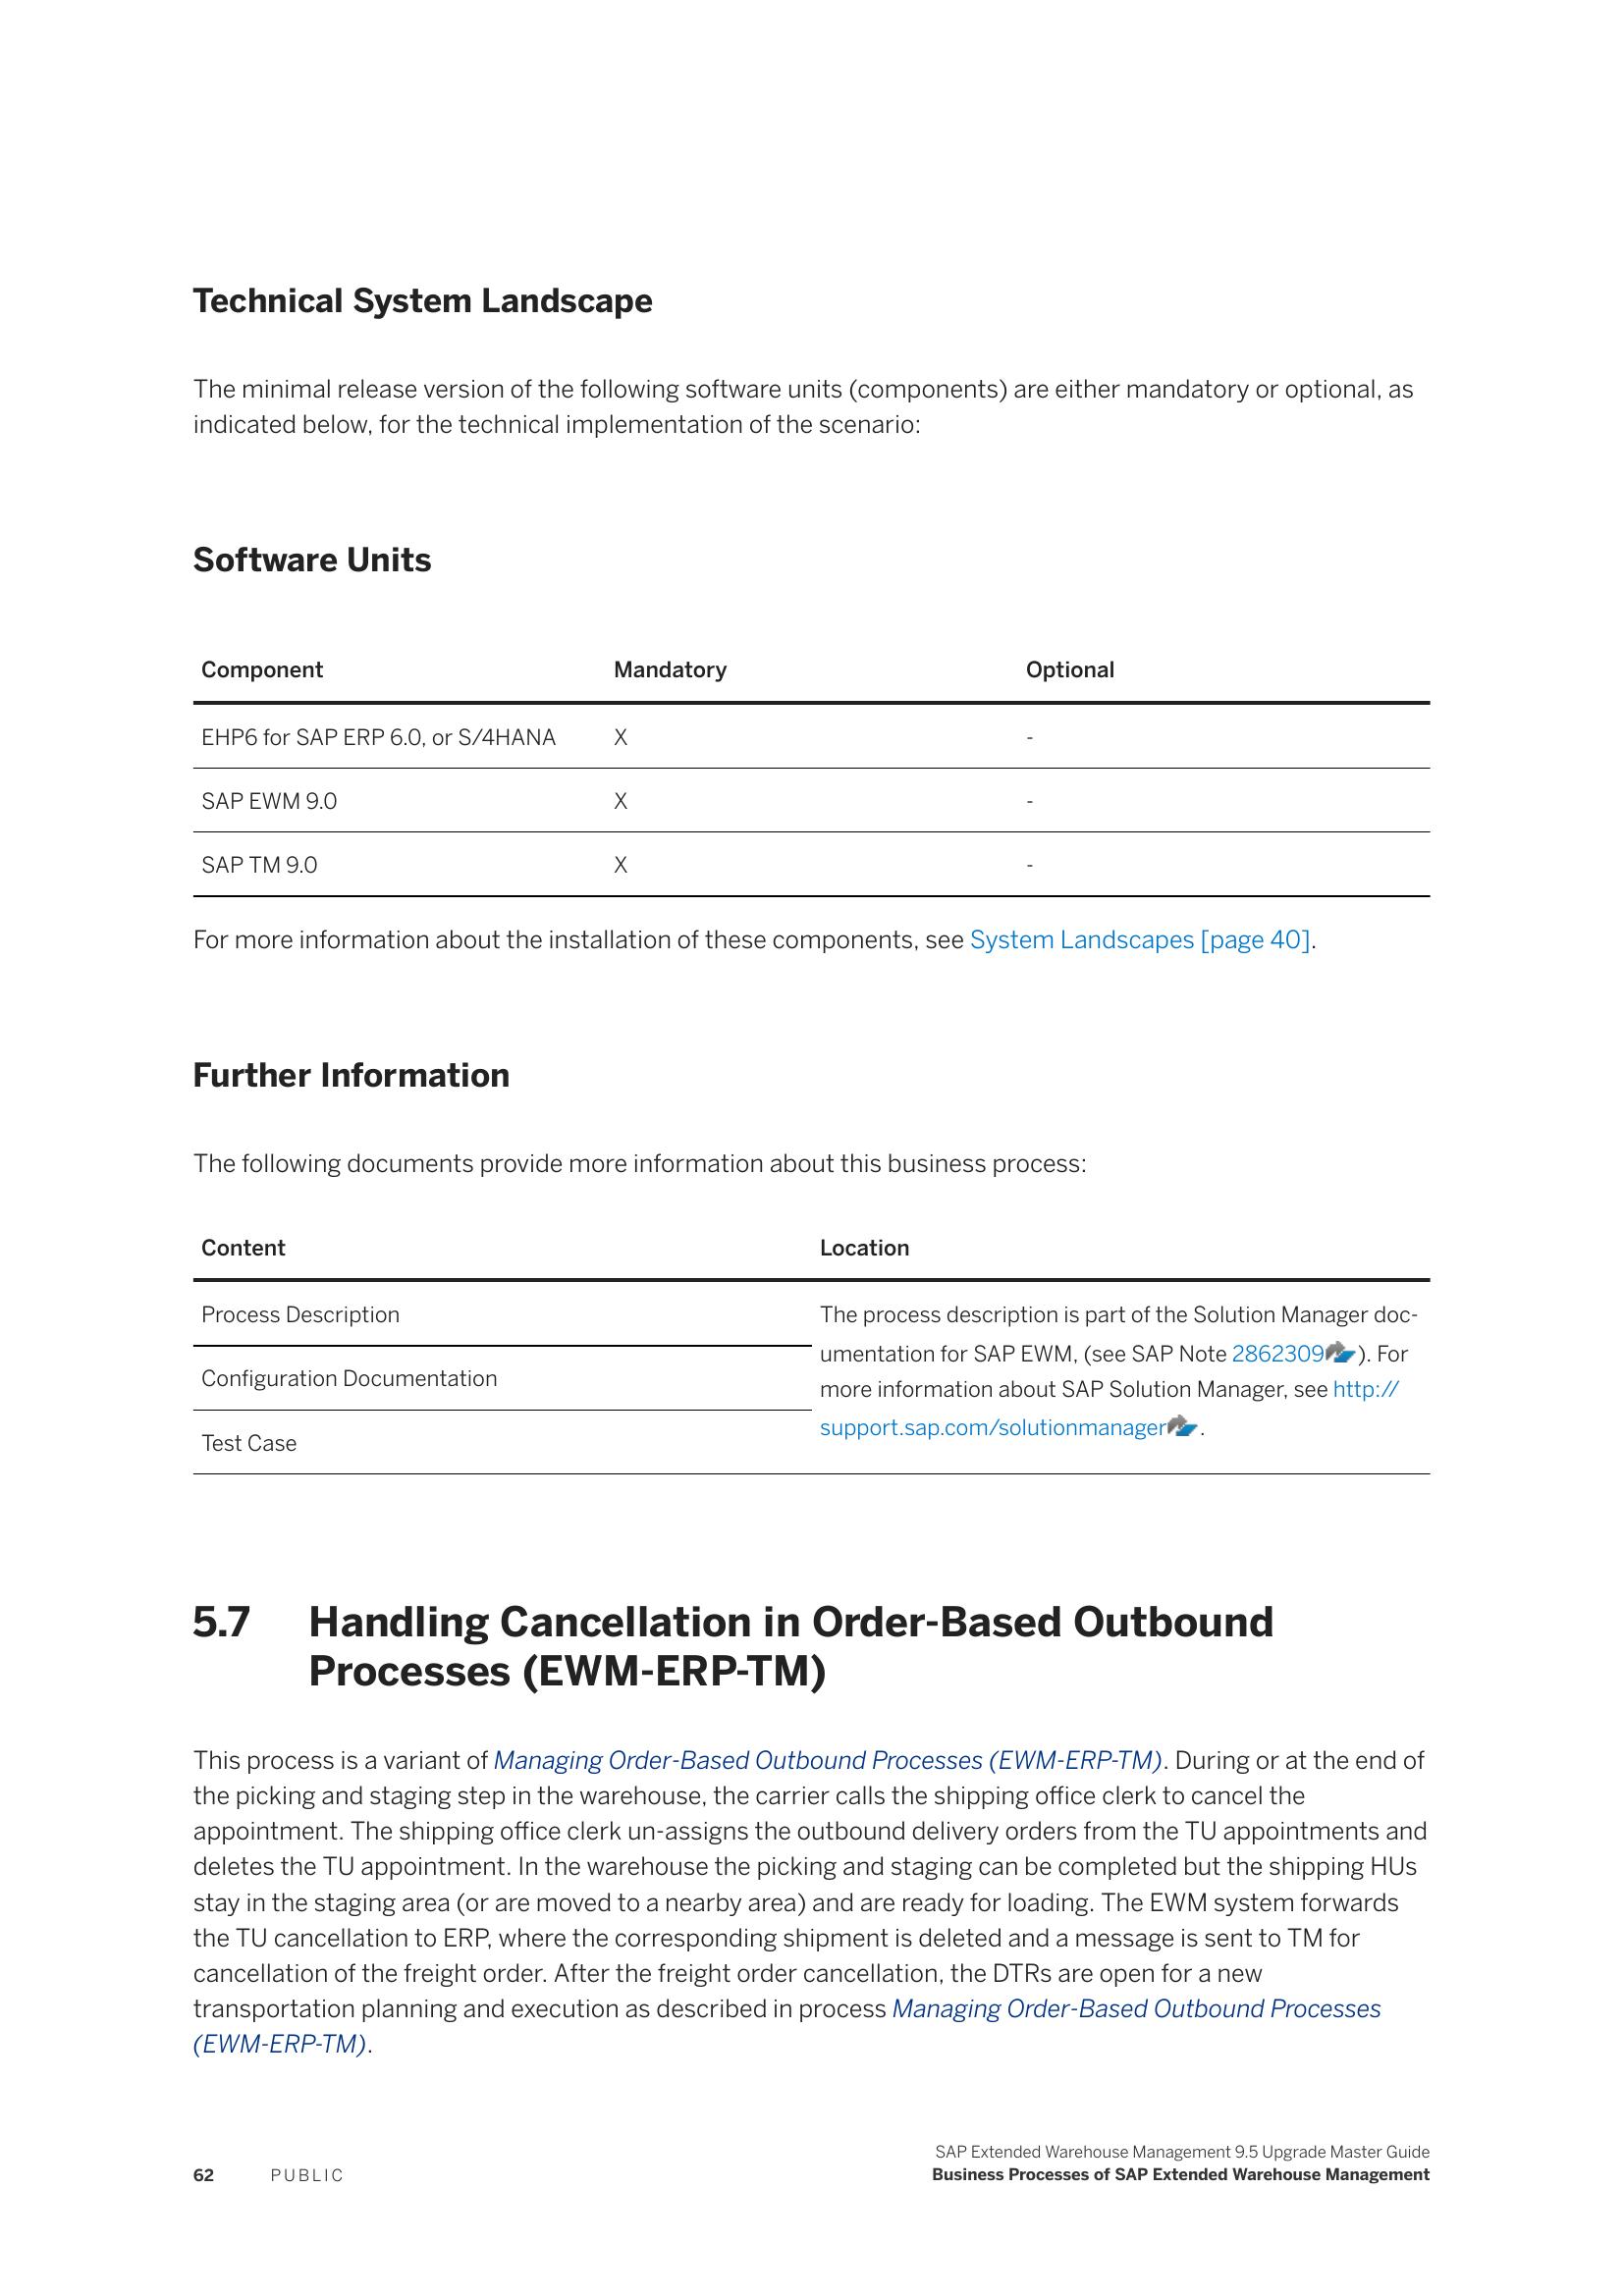 Technical System Landscape
The minimal release version of the following software units (components) are either mandatory or optional, as
indicated below, for the technical implementation of the scenario:
Software Units
Component Mandatory Optional
EHP6 for SAP ERP 6.0, or S/4HANA X -
SAP EWM 9.0 X -
SAP TM 9.0 X -
For more information about the installation of these components, see System Landscapes [page 40].
Further Information
The following documents provide more information about this business process:
Content Location
Process Description
Configuration Documentation
Test Case
The process description is part of the Solution Manager doc-
umentation for SAP EWM, (see SAP Note 2862309). For
more information about SAP Solution Manager, see http://
support.sap.com/solutionmanager.
5.7 Handling Cancellation in Order-Based Outbound
Processes (EWM-ERP-TM)
This process is a variant of Managing Order-Based Outbound Processes (EWM-ERP-TM). During or at the end of
the picking and staging step in the warehouse, the carrier calls the shipping office clerk to cancel the
appointment. The shipping office clerk un-assigns the outbound delivery orders from the TU appointments and
deletes the TU appointment. In the warehouse the picking and staging can be completed but the shipping HUs
stay in the staging area (or are moved to a nearby area) and are ready for loading. The EWM system forwards
the TU cancellation to ERP, where the corresponding shipment is deleted and a message is sent to TM for
cancellation of the freight order. After the freight order cancellation, the DTRs are open for a new
transportation planning and execution as described in process Managing Order-Based Outbound Processes
(EWM-ERP-TM).
SAP Extended Warehouse Management 9.5 Upgrade Master Guide
62 PUBLIC Business Processes of SAP Extended Warehouse Management